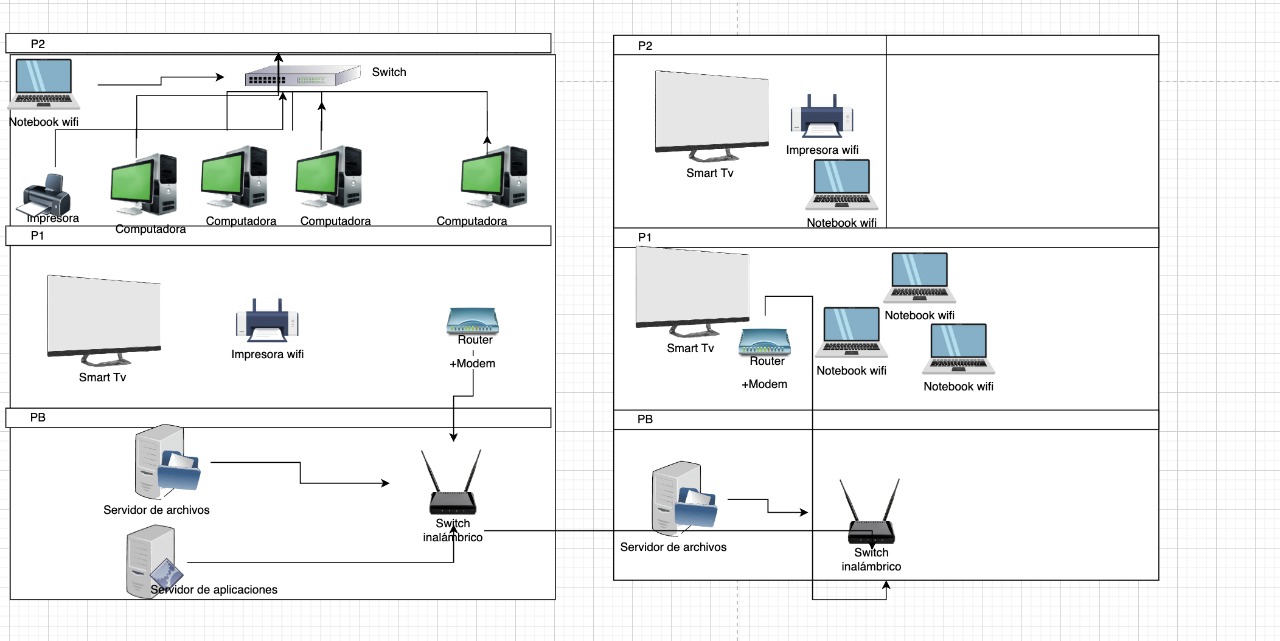 P2
Switch
Notebook wifi
Impresora
Computadora
Computadora
Computadora
Computadora
P1
Smart Tv
Impresora wifi
Router
+Modem
PB
Servidor de archivos
Switch
inalámbrico
Servidor de aplicaciones
P2
Smart Tv
Impresora wifi
Notebook wifi
P1
Smart Tv
Router
+Modem
Notebook wifi
Notebook wifi
Notebook wifi
PB
Servidor de archivos
Switch
inalámbrico